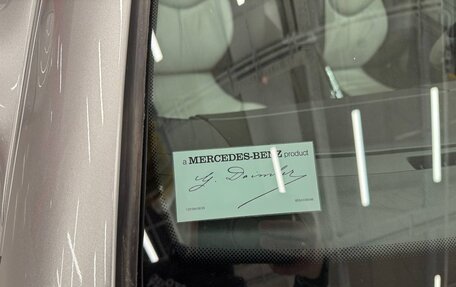 a MERCEDES-BENZ product
G. Daimler